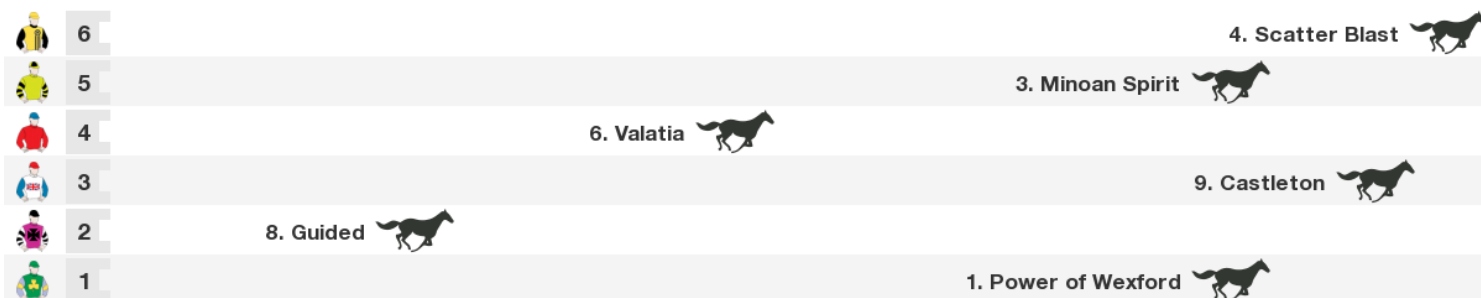 6 4. Scatter Blast
5 3. Minoan Spirit
4 6. Valatia
3 9. Castleton
2 8. Guided
1 1. Power of Wexford